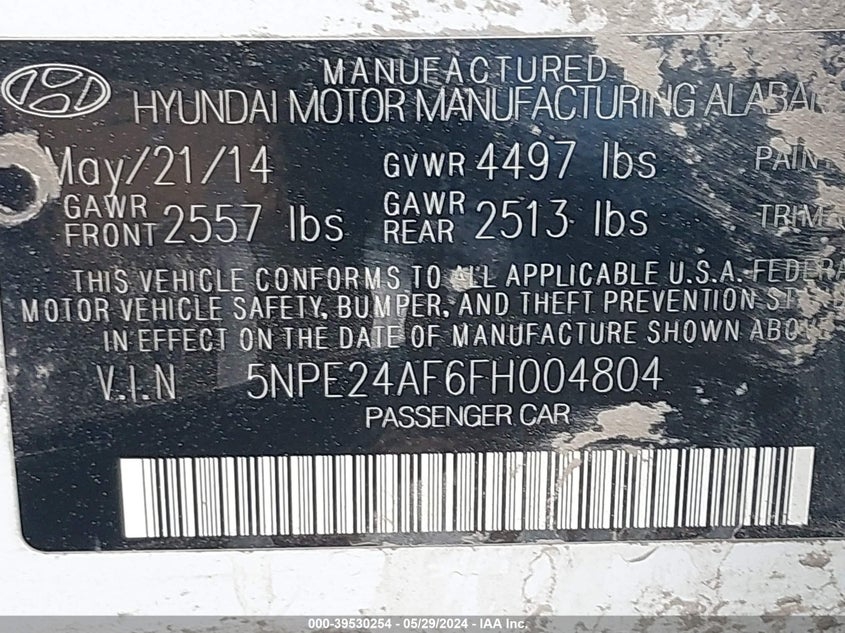 MANUFACTURED
HYUNDAI MOTOR MANUFACTURING ALABA
May/21/14 GVWR 4497 lbs PAIN
GAWR FRONT 2557 lbs GAWR REAR 2513 lbs TRIM
THIS VEHICLE CONFORMS TO ALL APPLICABLE U.S.A. FEDERA
MOTOR VEHICLE SAFETY, BUMPER, AND THEFT PREVENTION ST
IN EFFECT ON THE DATE OF MANUFACTURE SHOWN ABO
V.I.N 5NPE24AF6FH004804
PASSENGER CAR
000-39530254 - 05/29/2024 - IAA, Inc.